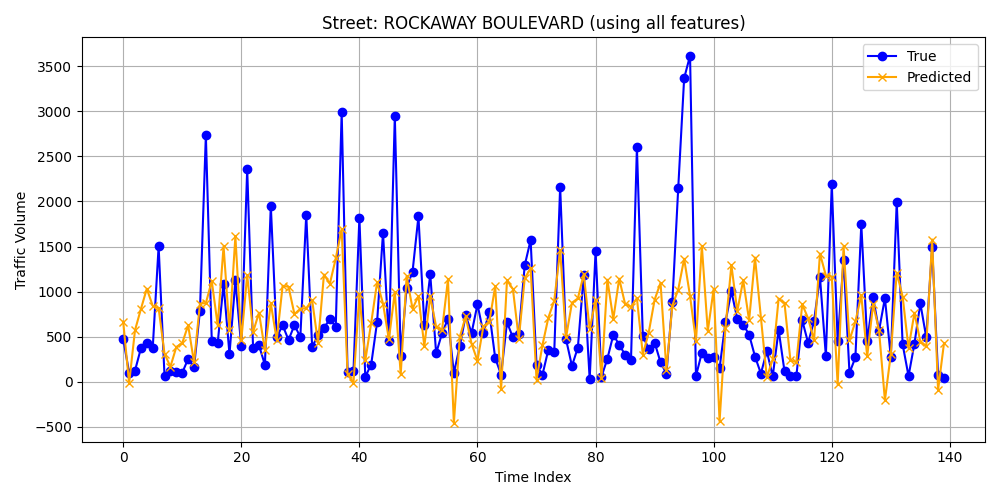 Street: ROCKAWAY BOULEVARD (using all features)
True
Predicted
Traffic Volume
3500
3000
2500
2000
1500
1000
500
0
−500
0 20 40 60 80 100 120 140
Time Index